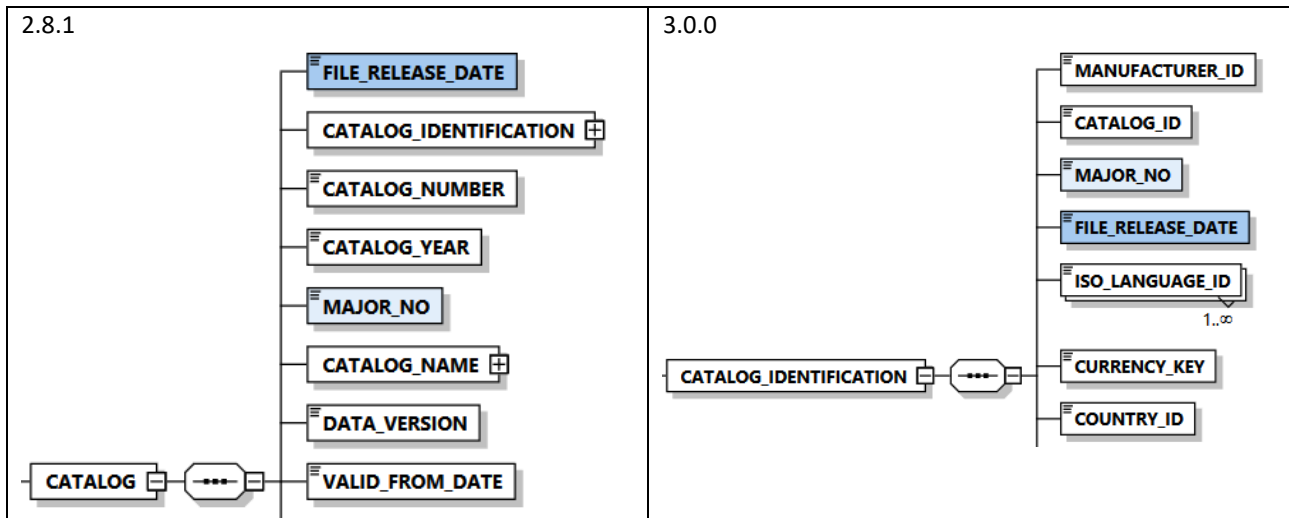 2.8.1
FILE_RELEASE_DATE
CATALOG_IDENTIFICATION
CATALOG_NUMBER
CATALOG_YEAR
MAJOR_NO
CATALOG_NAME
DATA_VERSION
CATALOG
VALID_FROM_DATE
3.0.0
MANUFACTURER_ID
CATALOG_ID
MAJOR_NO
FILE_RELEASE_DATE
ISO_LANGUAGE_ID
1..∞
CATALOG_IDENTIFICATION
CURRENCY_KEY
COUNTRY_ID